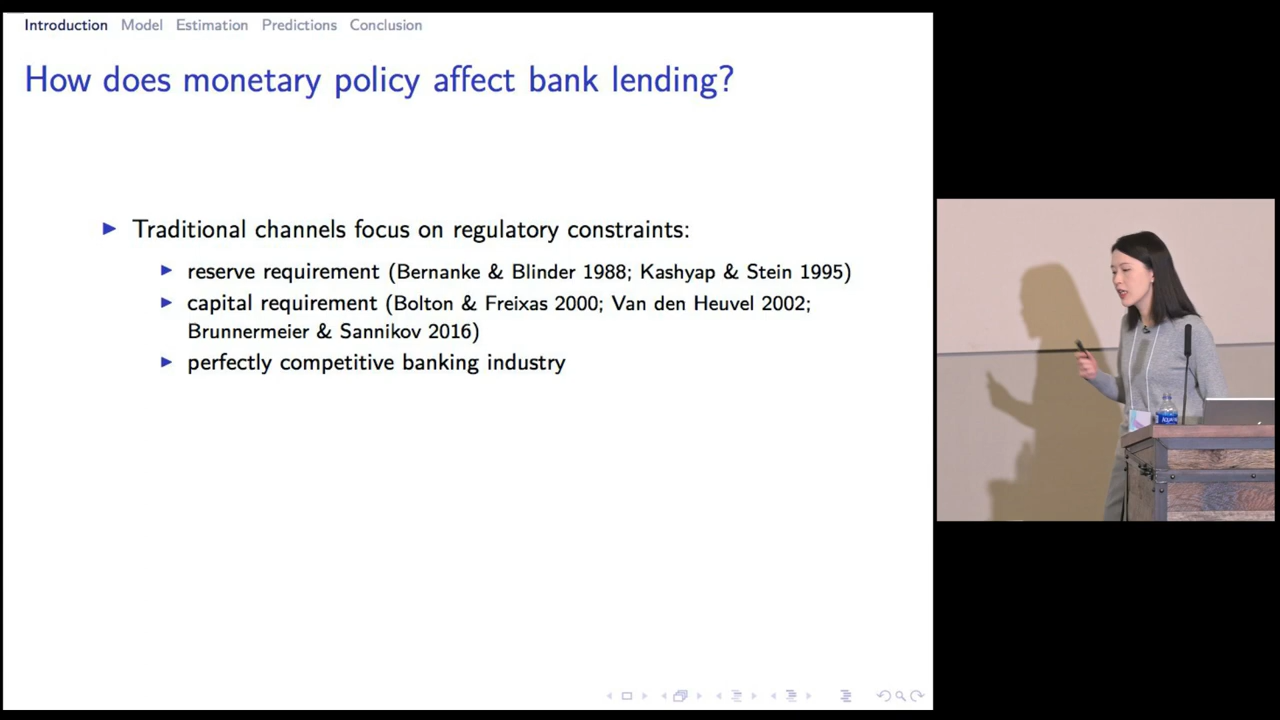 Introduction Model Estimation Predictions Conclusion
How does monetary policy affect bank lending?
Traditional channels focus on regulatory constraints:
reserve requirement (Bernanke & Blinder 1988; Kashyap & Stein 1995)
capital requirement (Bolton & Freixas 2000; Van den Heuvel 2002;
Brunnermeier & Sannikov 2016)
perfectly competitive banking industry